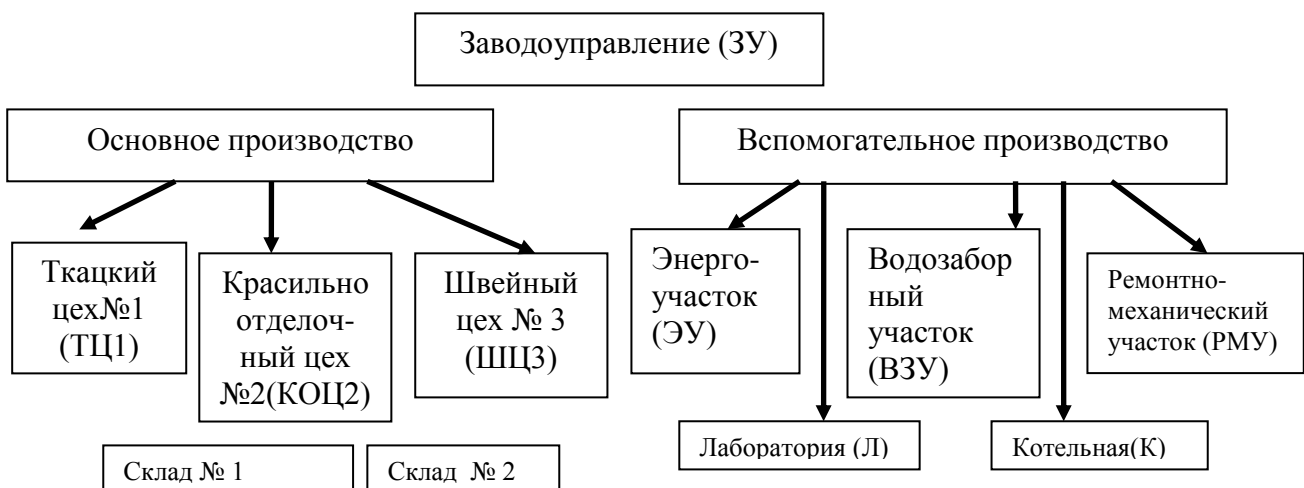 Заводоуправление (ЗУ)
Основное производство
Вспомогательное производство
Ткацкий
цех№1
(ТЦ1)
Красильно
отделоч-
ный цех
№2(КОЦ2)
Швейный
цех № 3
(ШЦ3)
Энерго-
участок
(ЭУ)
Водозабор
ный
участок
(ВЗУ)
Ремонтно-
механический
участок (РМУ)
Лаборатория (Л)
Котельная(К)
Склад № 1
Склад № 2